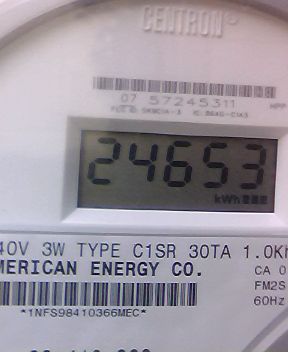 CENTRON
07 57245311
24653
kWh
40V 3W TYPE C1SR 30TA 1.0Kh
MERICAN ENERGY CO.
CA 0
FM2S
60Hz
*1NFS98410366MEC*